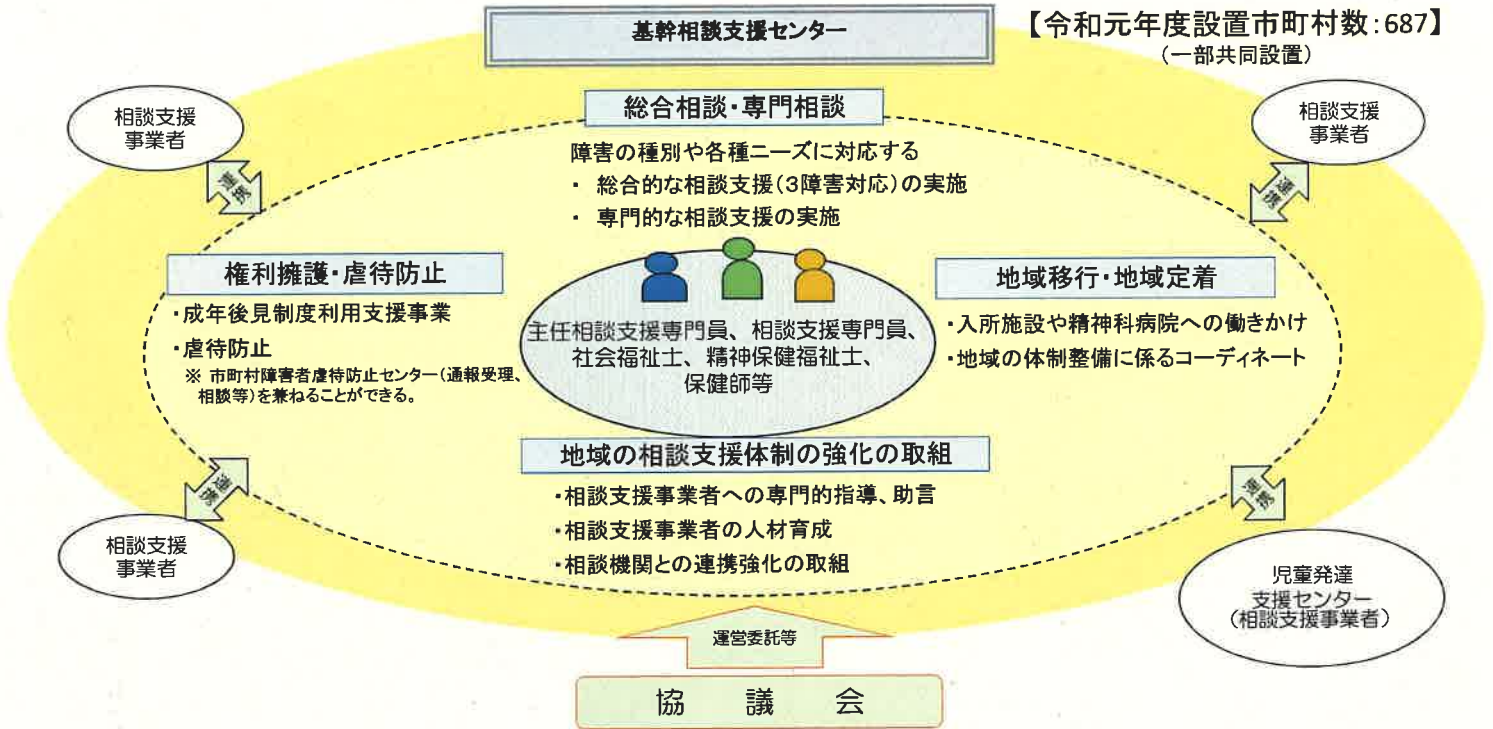 基幹相談支援センター
【令和元年度設置市町村数:687】
(一部共同設置)
相談支援
事業者
相談支援
事業者
連携
連携
総合相談・専門相談
障害の種別や各種ニーズに対応する
・ 総合的な相談支援(3障害対応)の実施
・ 専門的な相談支援の実施
権利擁護・虐待防止
・成年後見制度利用支援事業
・虐待防止
※ 市町村障害者虐待防止センター(通報受理、
相談等)を兼ねることができる。
主任相談支援専門員、相談支援専門員、
社会福祉士、精神保健福祉士、
保健師等
地域移行・地域定着
・入所施設や精神科病院への働きかけ
・地域の体制整備に係るコーディネート
地域の相談支援体制の強化の取組
・相談支援事業者への専門的指導、助言
・相談支援事業者の人材育成
・相談機関との連携強化の取組
連携
連携
相談支援
事業者
児童発達
支援センター
(相談支援事業者)
運営委託等
協 議 会